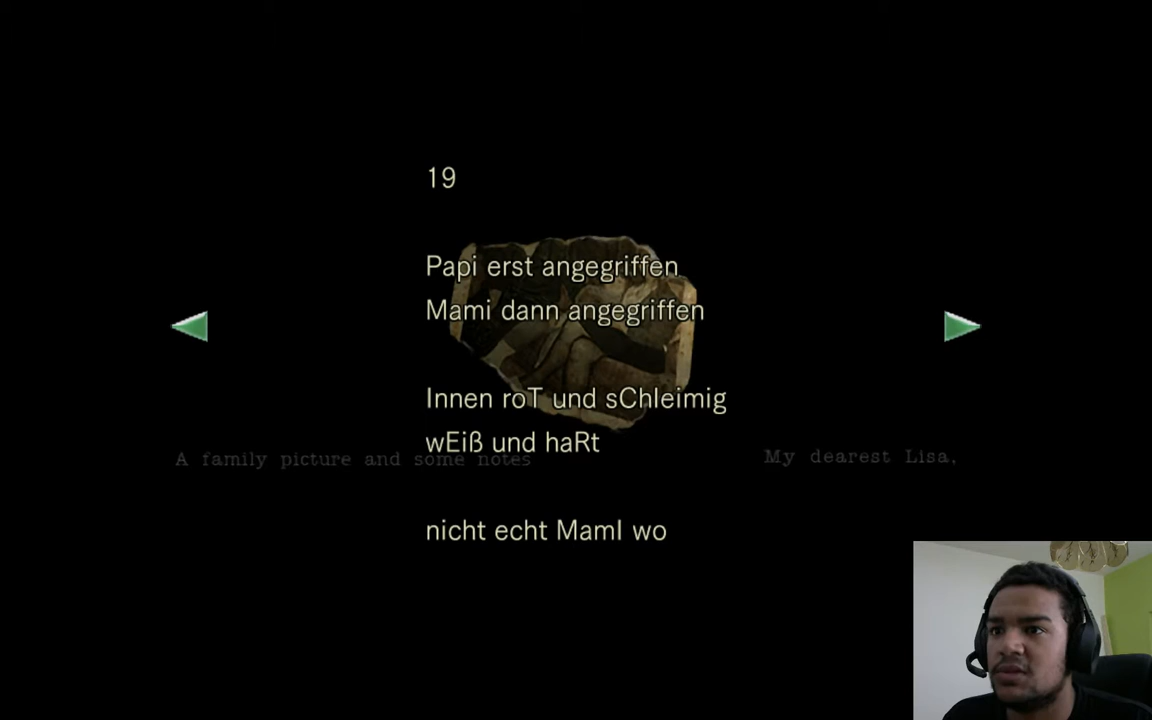 19
Papi erst angegriffen
Mami dann angegriffen
Innen roT und sChleimig
wEiß und haRt
A family picture and some notes
My dearest Lisa,
nicht echt MamI wo